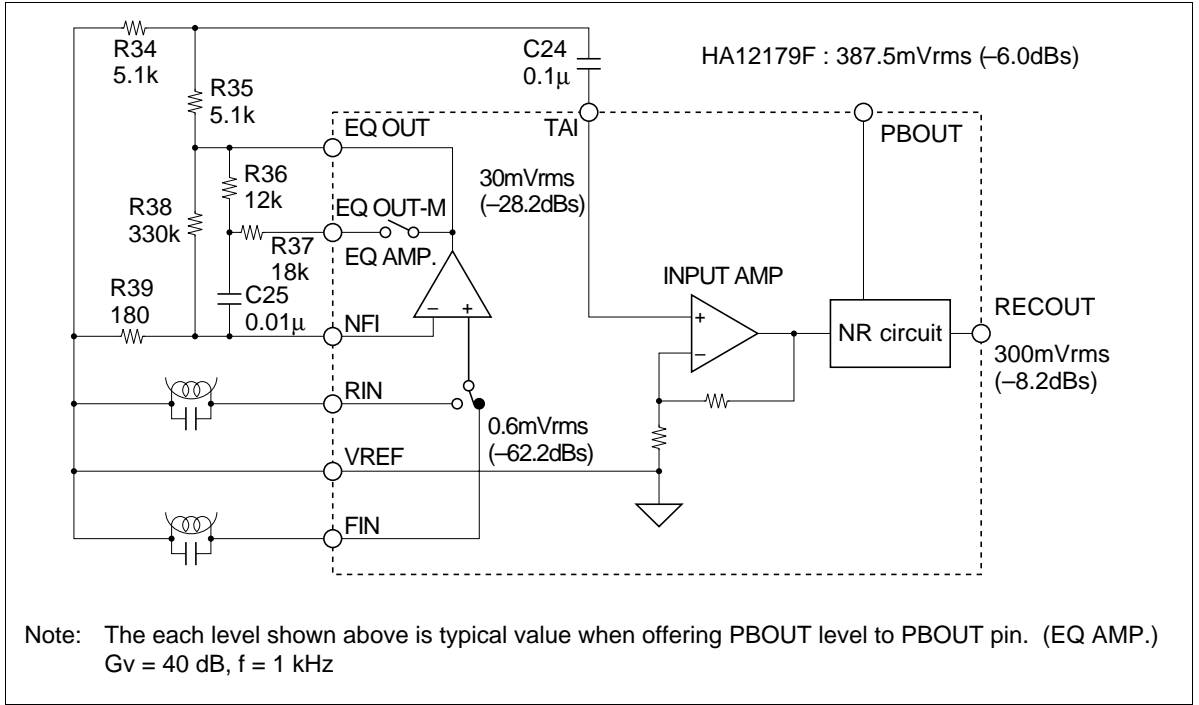 R34
5.1k
C24
0.1μ
HA12179F : 387.5mVrms (–6.0dBs)
R35
5.1k
EQ OUT
TAI
PBOUT
R36
12k
30mVrms
(–28.2dBs)
R38
330k
EQ OUT-M
R37
18k
EQ AMP.
INPUT AMP
R39
180
C25
0.01μ
– +
NFI
+
–
NR circuit
RECOUT
300mVrms
(–8.2dBs)
RIN
0.6mVrms
(–62.2dBs)
VREF
FIN
Note: The each level shown above is typical value when offering PBOUT level to PBOUT pin. (EQ AMP.)
Gv = 40 dB, f = 1 kHz